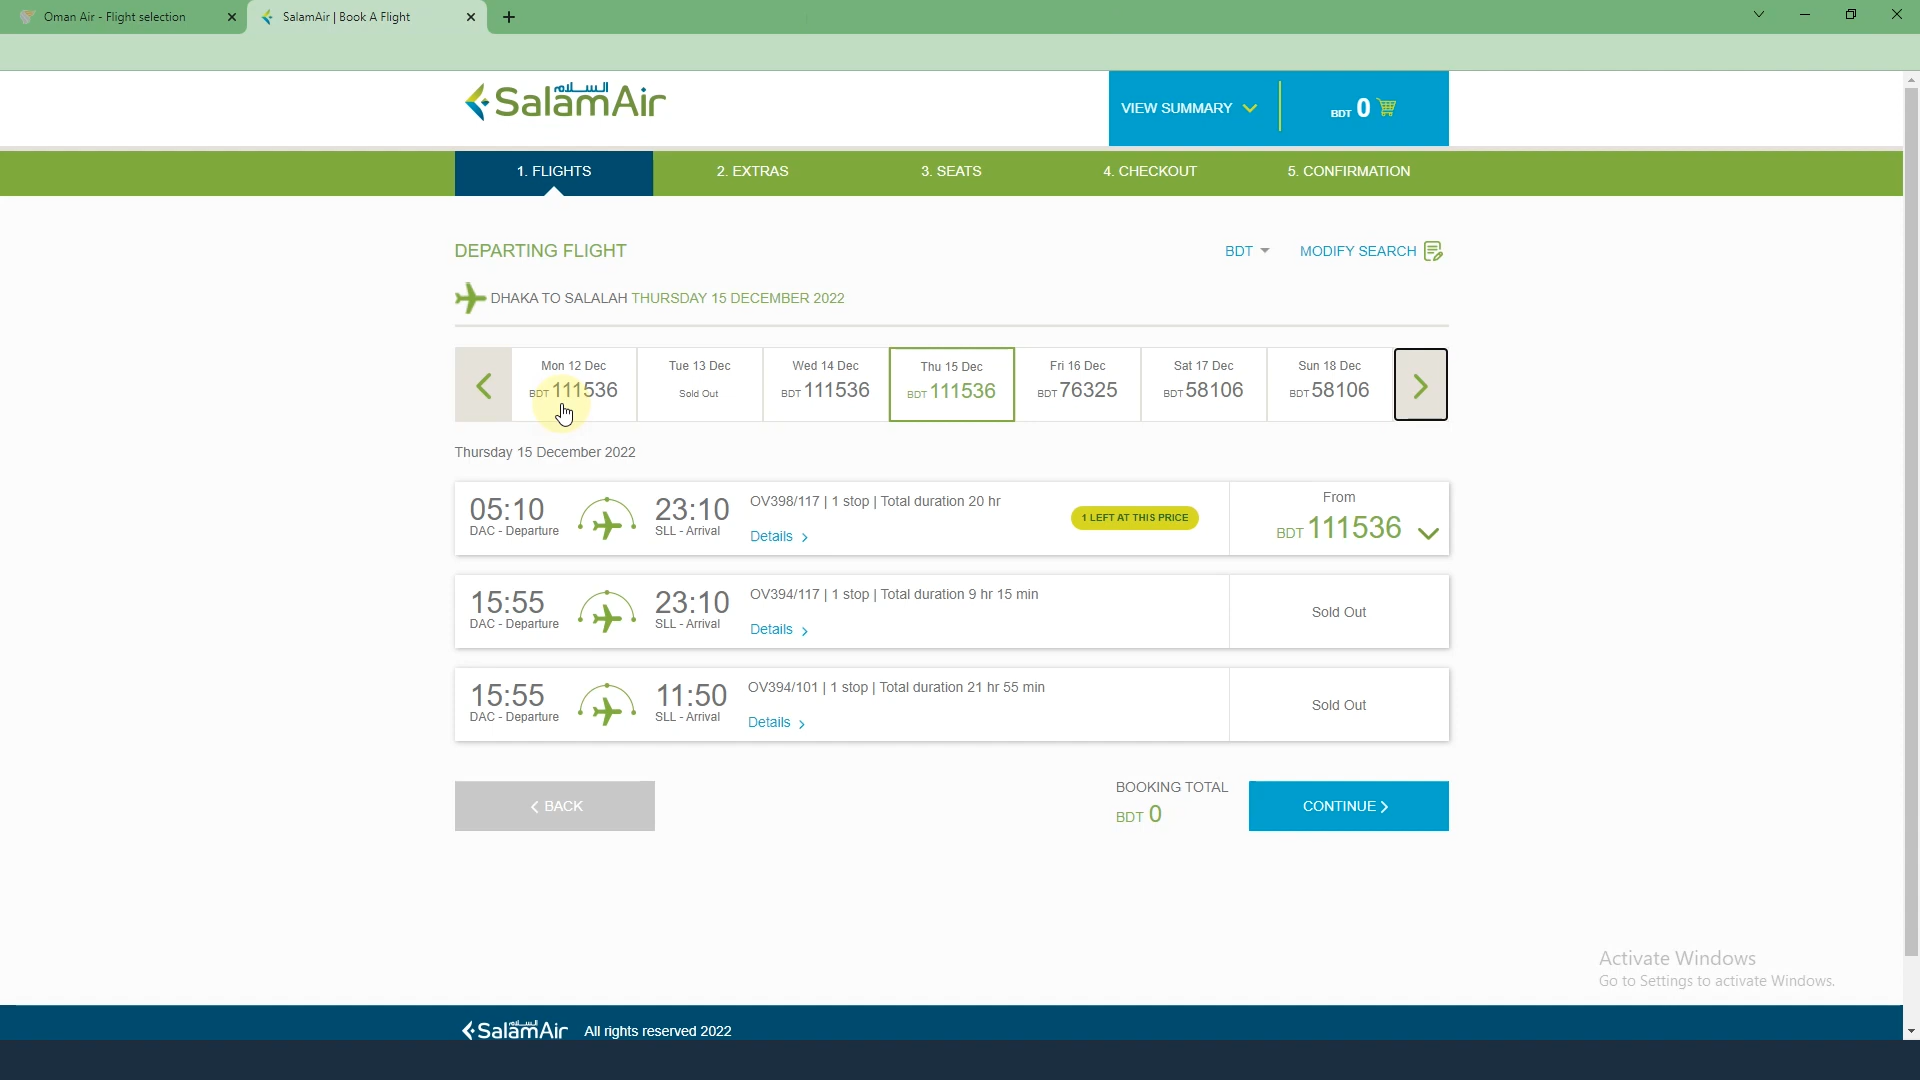 Oman Air - Flight selection
SalamAir | Book A Flight
السلام
SalamAir
VIEW SUMMARY
BDT 0
1. FLIGHTS
2. EXTRAS
3. SEATS
4. CHECKOUT
5. CONFIRMATION
DEPARTING FLIGHT
BDT
MODIFY SEARCH
DHAKA TO SALALAH THURSDAY 15 DECEMBER 2022
Mon 12 Dec
BDT 111536
Tue 13 Dec
Sold Out
Wed 14 Dec
BDT 111536
Thu 15 Dec
BDT 111536
Fri 16 Dec
BDT 76325
Sat 17 Dec
BDT 58106
Sun 18 Dec
BDT 58106
Thursday 15 December 2022
05:10
DAC - Departure
23:10
SLL - Arrival
OV398/117 | 1 stop | Total duration 20 hr
Details
1 LEFT AT THIS PRICE
From
BDT 111536
15:55
DAC - Departure
23:10
SLL - Arrival
OV394/117 | 1 stop | Total duration 9 hr 15 min
Details
Sold Out
15:55
DAC - Departure
11:50
SLL - Arrival
OV394/101 | 1 stop | Total duration 21 hr 55 min
Details
Sold Out
BACK
BOOKING TOTAL
BDT 0
CONTINUE
Activate Windows
Go to Settings to activate Windows.
السلام
SalamAir
All rights reserved 2022